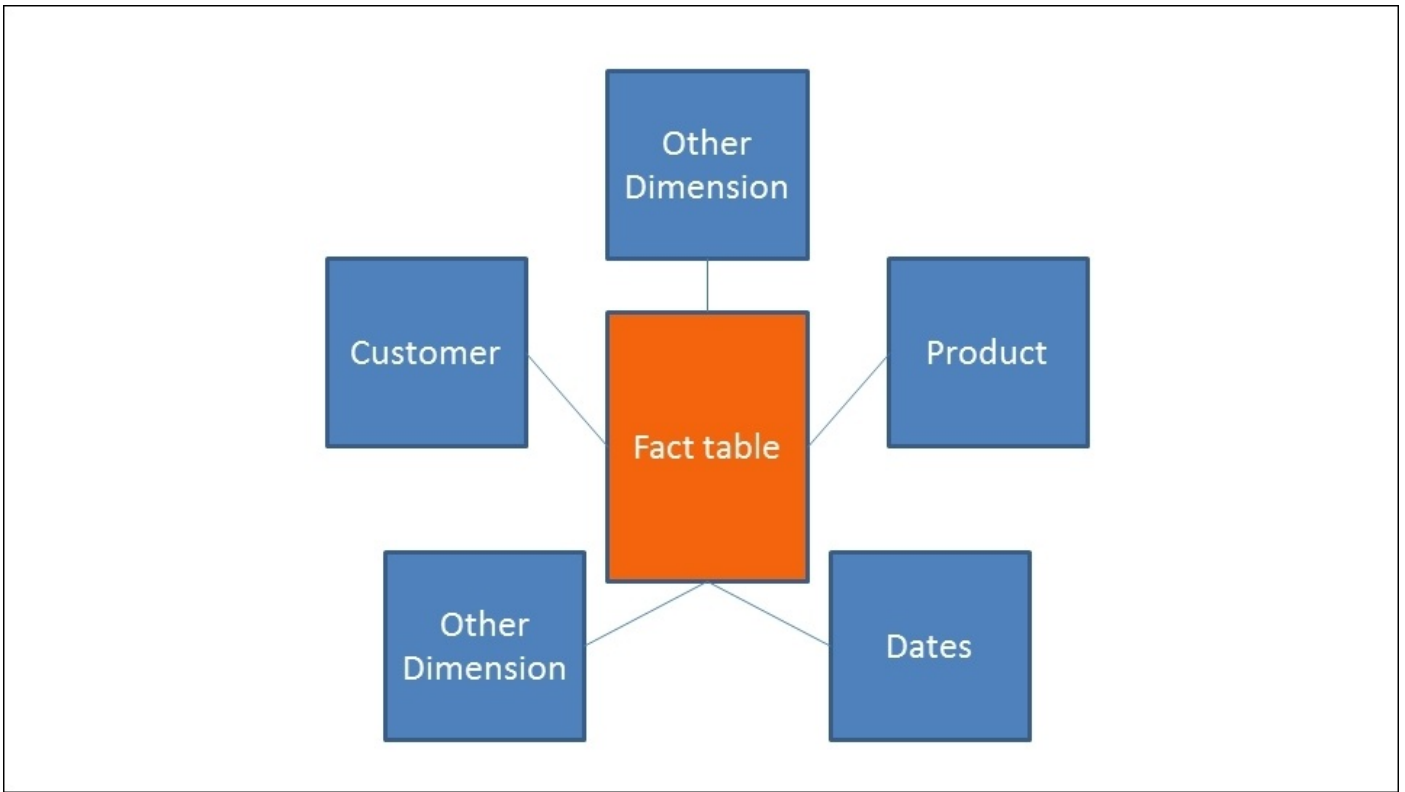 Other
Dimension
Customer
Product
Fact table
Other
Dimension
Dates